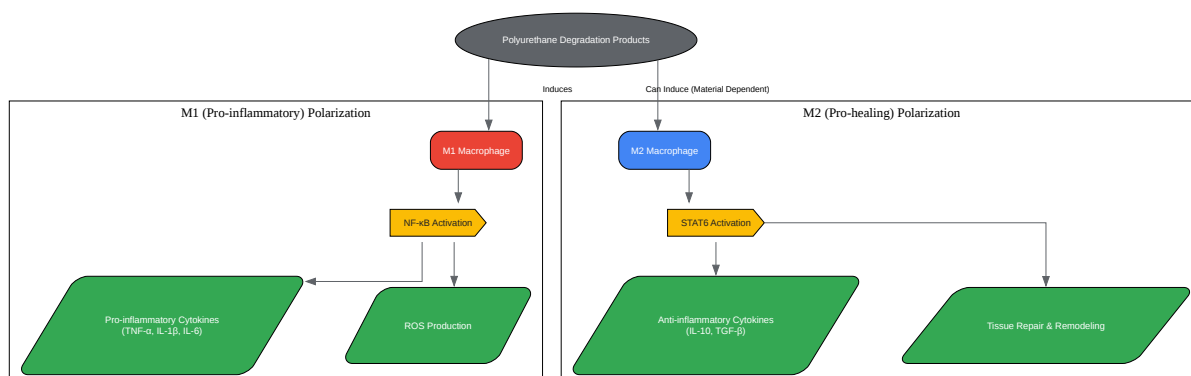 Polyurethane Degradation Products
Induces
Can Induce (Material Dependent)
M1 (Pro-inflammatory) Polarization
M2 (Pro-healing) Polarization
M1 Macrophage
M2 Macrophage
NF-κB Activation
STAT6 Activation
Pro-inflammatory Cytokines
(TNF-α, IL-1β, IL-6)
ROS Production
Anti-inflammatory Cytokines
(IL-10, TGF-β)
Tissue Repair & Remodeling